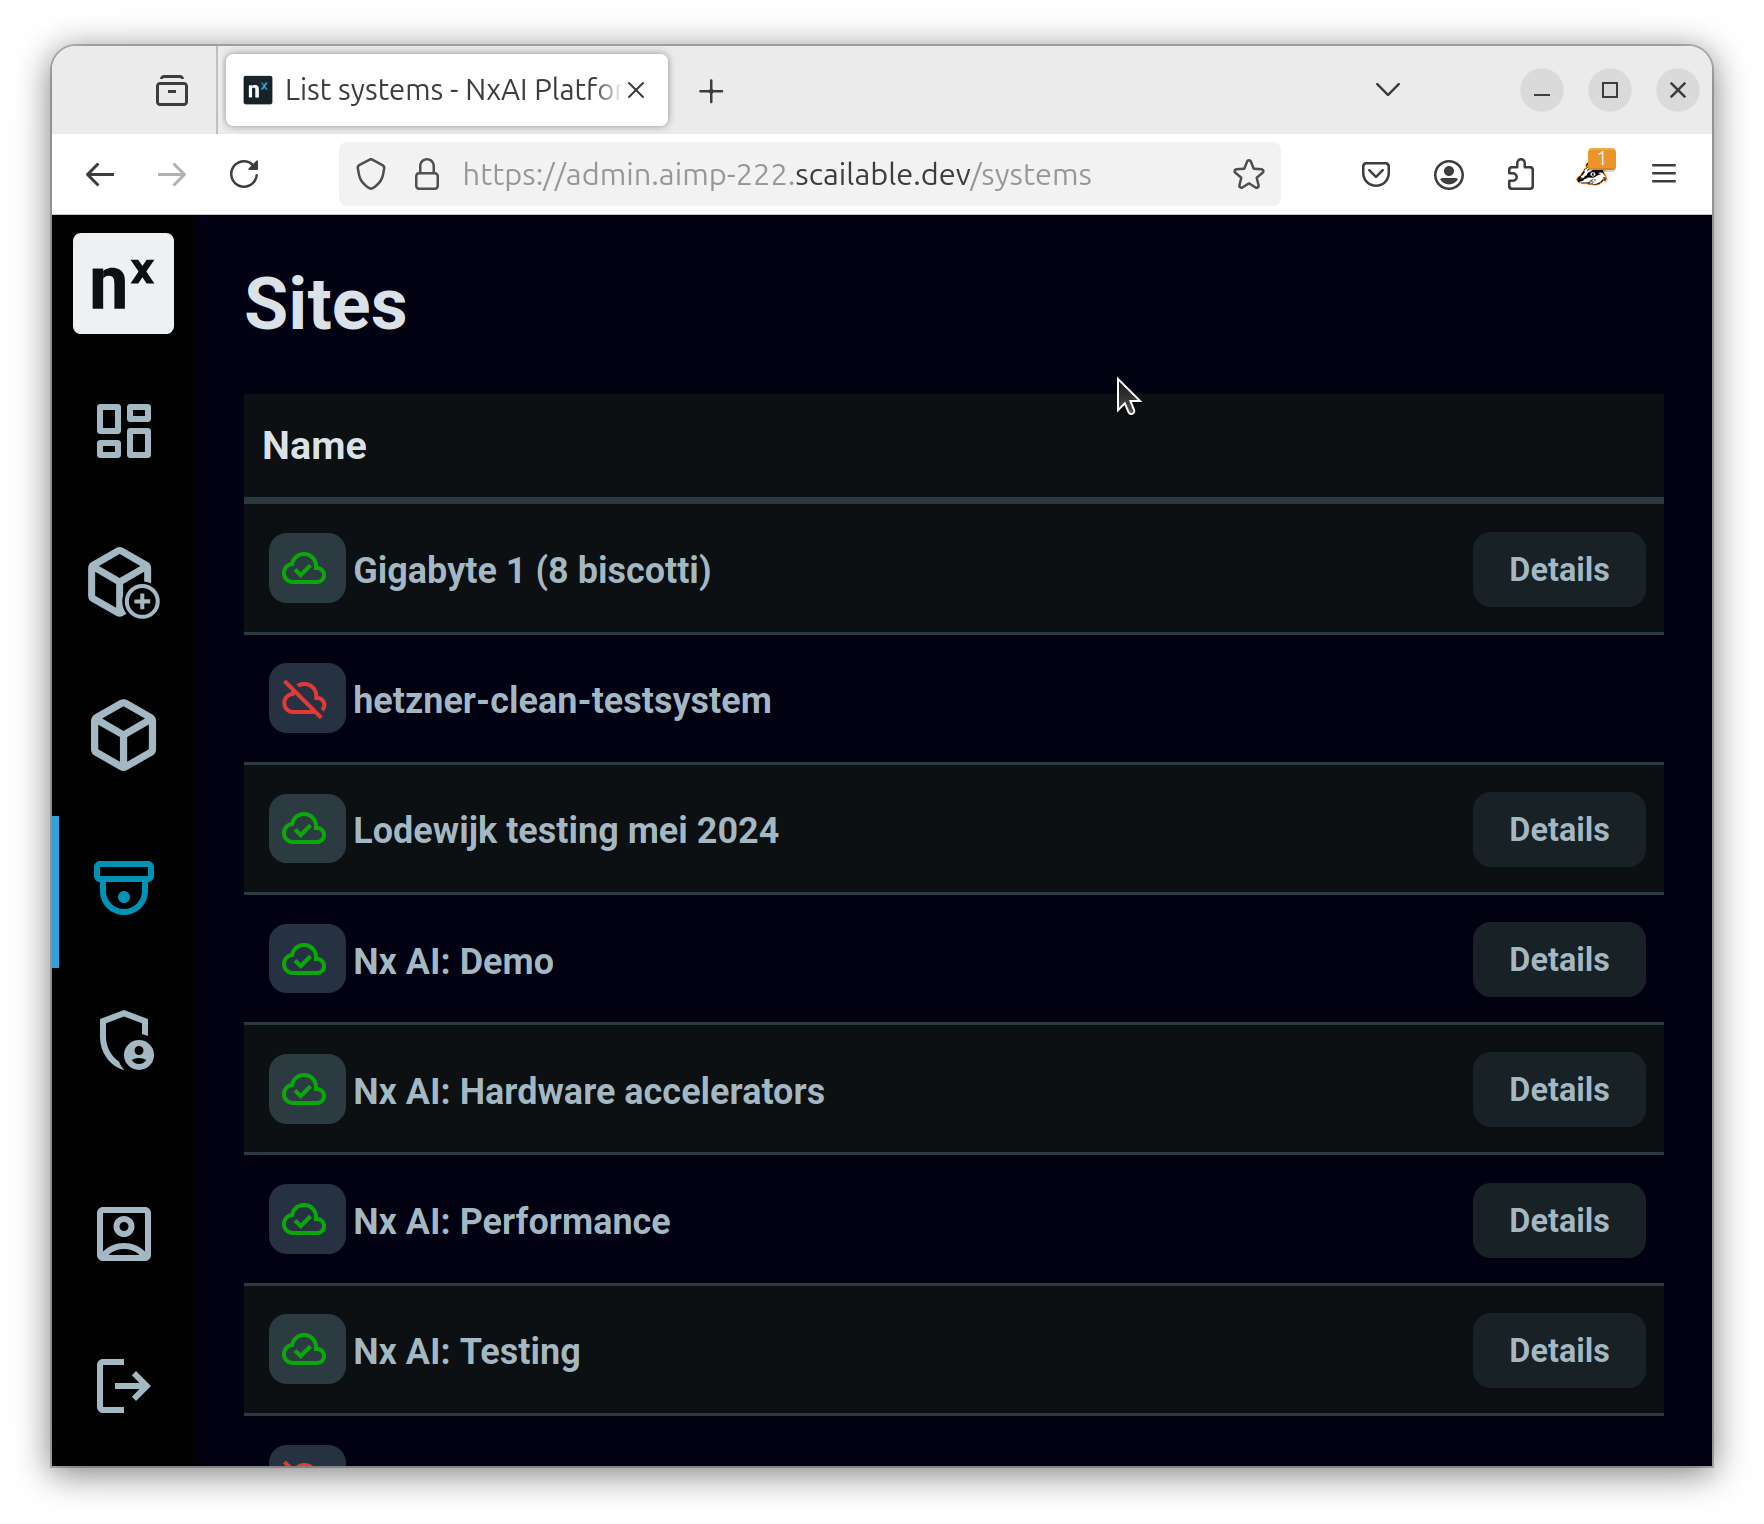 nx List systems - NxAI Platfor
https://admin.aimp-222.scailable.dev/systems
1
nx
Sites
Name
Gigabyte 1 (8 biscotti) Details
hetzner-clean-testsystem
Lodewijk testing mei 2024 Details
Nx AI: Demo Details
Nx AI: Hardware accelerators Details
Nx AI: Performance Details
Nx AI: Testing Details